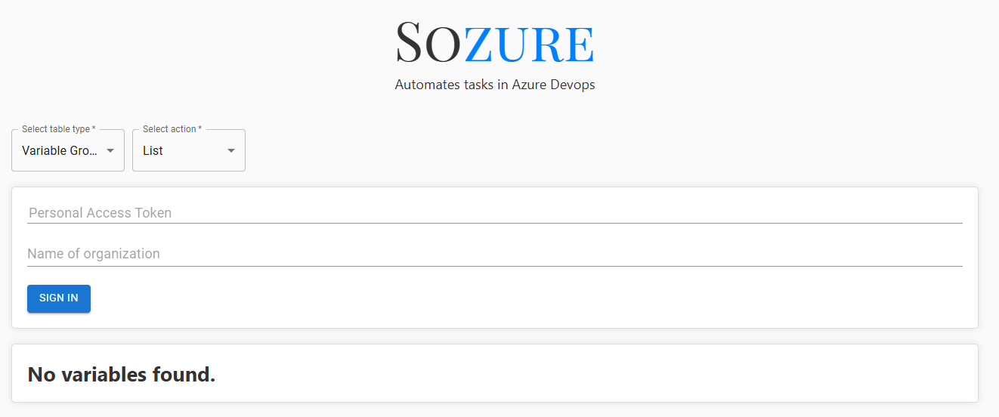 Sozure
Automates tasks in Azure Devops
Select table type *
Select action *
Variable Gro...
List
Personal Access Token
Name of organization
SIGN IN
No variables found.